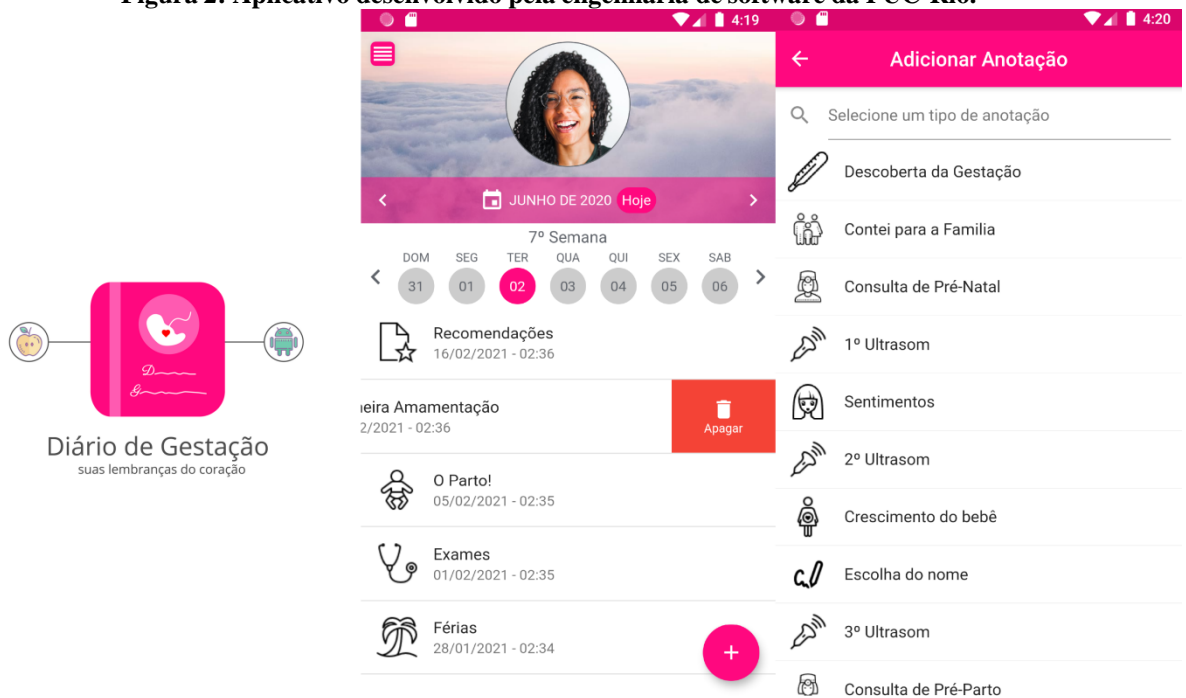 Figura 2: Aplicativo desenvolvido pela engenharia de software da PUC-Rio.
Diário de Gestação
suas lembranças do coração
4:19
JUNHO DE 2020 Hoje
7º Semana
DOM SEG TER QUA QUI SEX SAB
31 01 02 03 04 05 06
Recomendações
16/02/2021 - 02:36
eira Amamentação
2/2021 - 02:36
Apagar
O Parto!
05/02/2021 - 02:35
Exames
01/02/2021 - 02:35
Férias
28/01/2021 - 02:34
+
4:20
Adicionar Anotação
Selecione um tipo de anotação
Descoberta da Gestação
Contei para a Familia
Consulta de Pré-Natal
1º Ultrasom
Sentimentos
2º Ultrasom
Crescimento do bebê
Escolha do nome
3º Ultrasom
Consulta de Pré-Parto